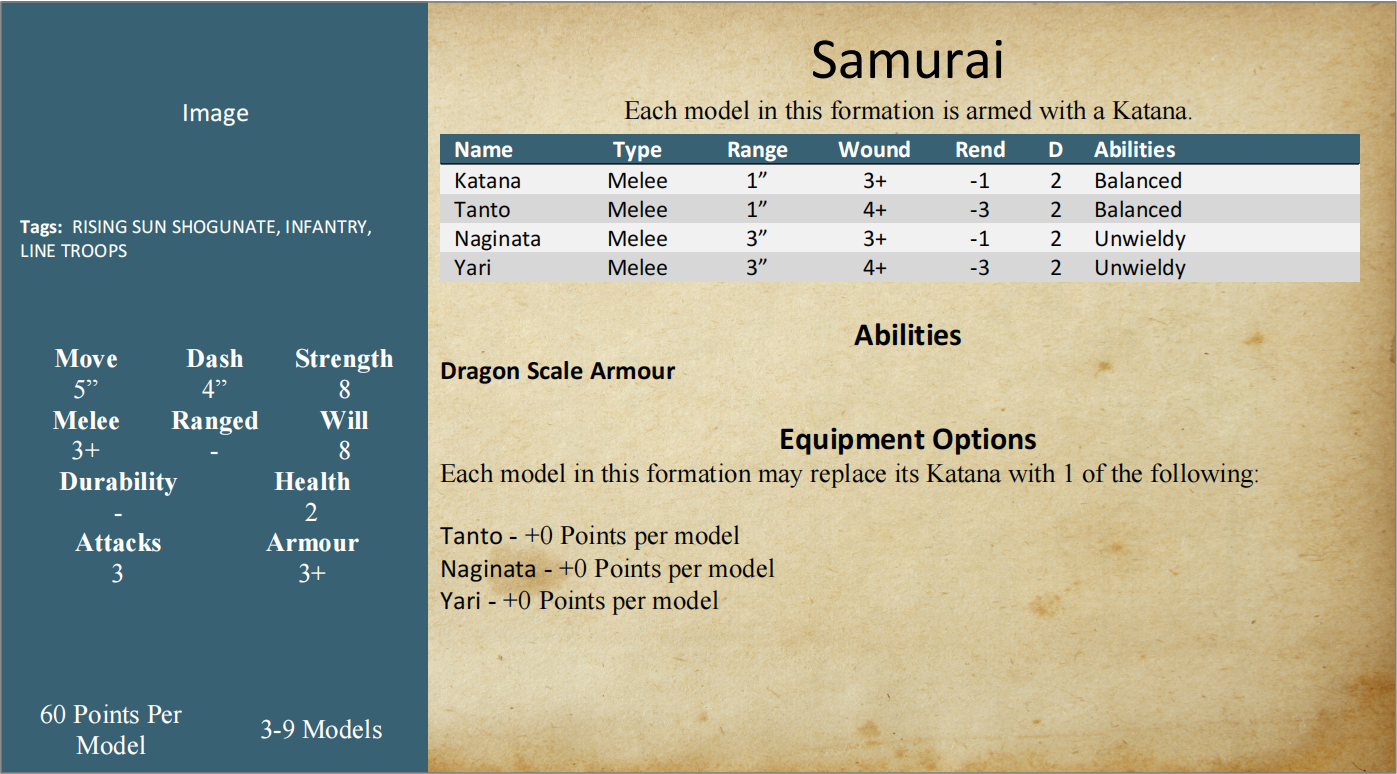 Image
Tags: RISING SUN SHOGUNATE, INFANTRY,
LINE TROOPS
Move Dash Strength
5” 4” 8
Melee Ranged Will
3+ - 8
Durability Health
- 2
Attacks Armour
3 3+
60 Points Per
Model
3-9 Models
Samurai
Each model in this formation is armed with a Katana.
Name Type Range Wound Rend D Abilities
Katana Melee 1” 3+ -1 2 Balanced
Tanto Melee 1” 4+ -3 2 Balanced
Naginata Melee 3” 3+ -1 2 Unwieldy
Yari Melee 3” 4+ -3 2 Unwieldy
Abilities
Dragon Scale Armour
Equipment Options
Each model in this formation may replace its Katana with 1 of the following:
Tanto - +0 Points per model
Naginata - +0 Points per model
Yari - +0 Points per model